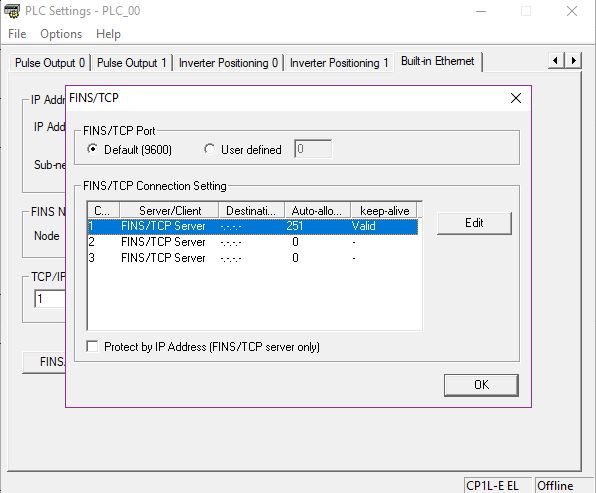 PLC Settings - PLC_00
File Options Help
Pulse Output 0 Pulse Output 1 Inverter Positioning 0 Inverter Positioning 1 Built-in Ethernet
IP Addr
IP Add
Sub-ne
FINS N
Node
TCP/IP
1
FINS/
FINS/TCP
FINS/TCP Port
Default (9600) User defined 0
FINS/TCP Connection Setting
C... Server/Client Destinati... Auto-allo... keep-alive
1 FINS/TCP Server -.-.-.- 251 Valid
2 FINS/TCP Server -.-.-.- 0 -
3 FINS/TCP Server -.-.-.- 0 -
Edit
Protect by IP Address (FINS/TCP server only)
OK
CP1L-E EL Offline